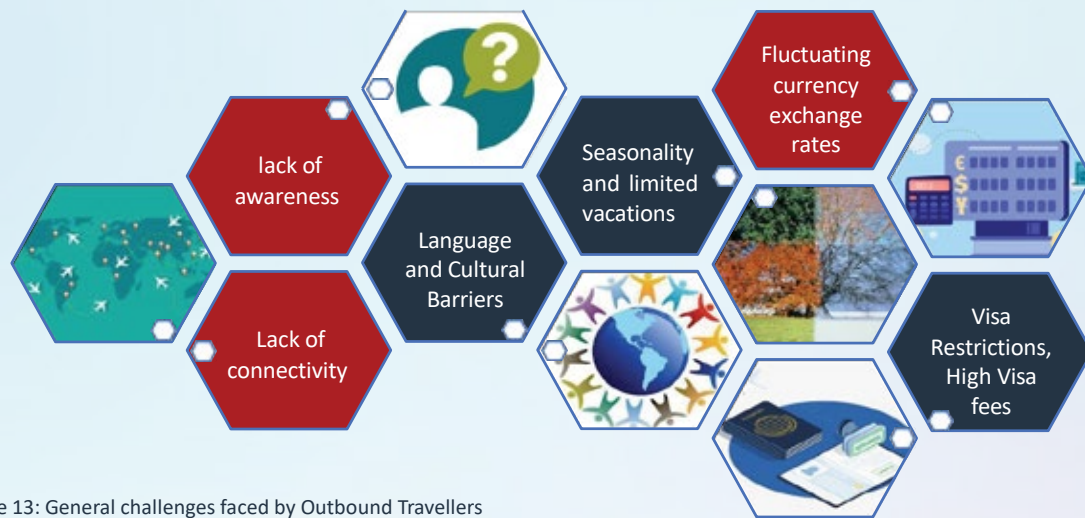 lack of
awareness
Lack of
connectivity
?
Language
and Cultural
Barriers
Seasonality
and limited
vacations
Fluctuating
currency
exchange
rates
€
$
¥
Visa
Restrictions,
High Visa
fees
e 13: General challenges faced by Outbound Travellers